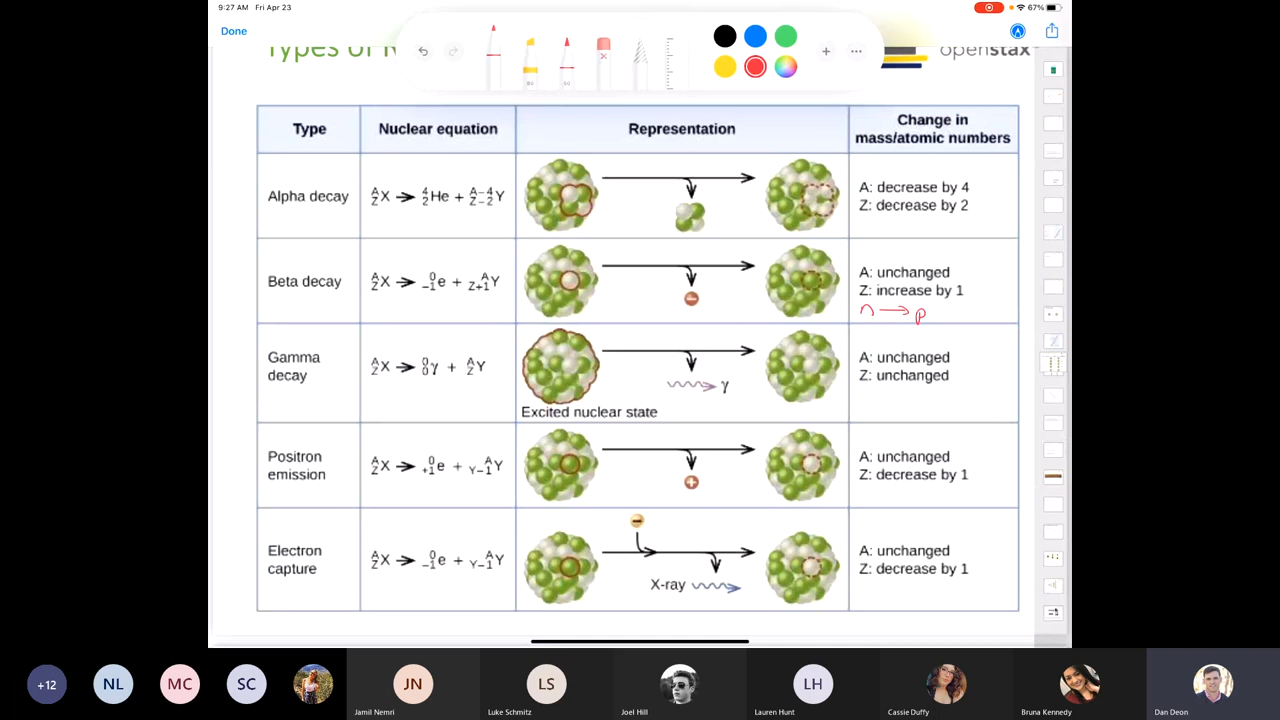 9:27 AM Fri Apr 23
67%
Done
Types of N
openstax
Type
Nuclear equation
Representation
Change in
mass/atomic numbers
Alpha decay
A Z X → 4 2 He + A−4 Z−2 Y
A: decrease by 4
Z: decrease by 2
Beta decay
A Z X → 0 −1 e + A Z+1 Y
A: unchanged
Z: increase by 1
n → p
Gamma
decay
A Z X → 0 0 γ + A Z Y
γ
Excited nuclear state
A: unchanged
Z: unchanged
Positron
emission
A Z X → 0 +1 e + A Y−1 Y
A: unchanged
Z: decrease by 1
Electron
capture
A Z X → 0 −1 e + A Y−1 Y
X-ray
A: unchanged
Z: decrease by 1
+12
NL
MC
SC
JN
LS
LH
Jamil Nemri
Luke Schmitz
Joel Hill
Lauren Hunt
Cassie Duffy
Bruna Kennedy
Dan Deon